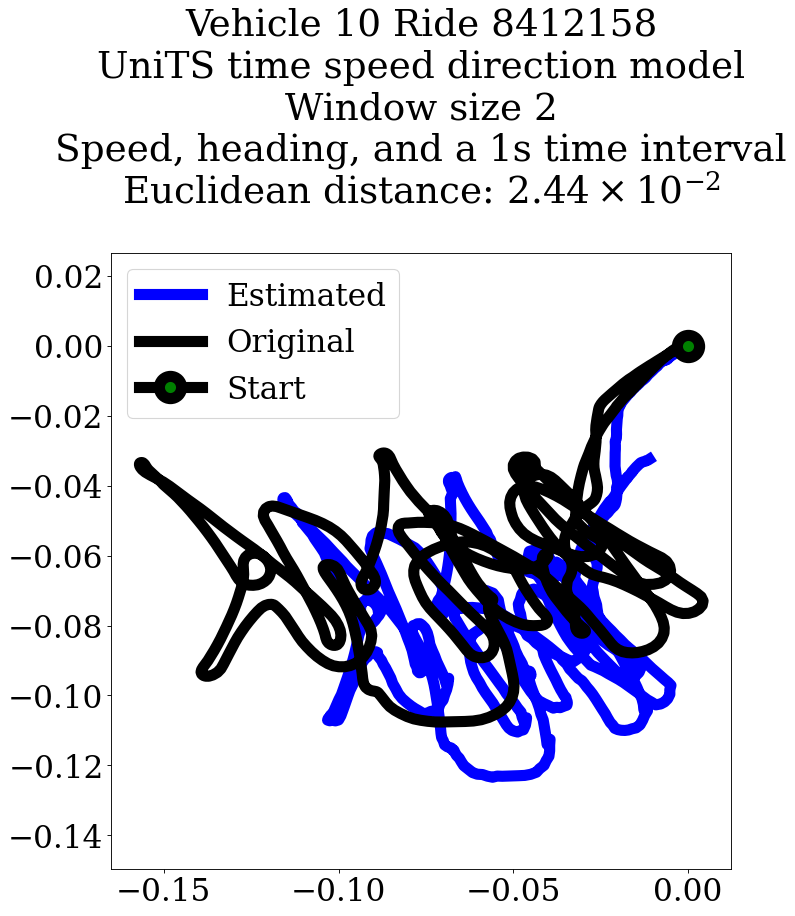 Vehicle 10 Ride 8412158
UniTS time speed direction model
Window size 2
Speed, heading, and a 1s time interval
Euclidean distance: 2.44 × 10⁻²
Estimated
Original
Start
0.02
0.00
−0.02
−0.04
−0.06
−0.08
−0.10
−0.12
−0.14
−0.15 −0.10 −0.05 0.00